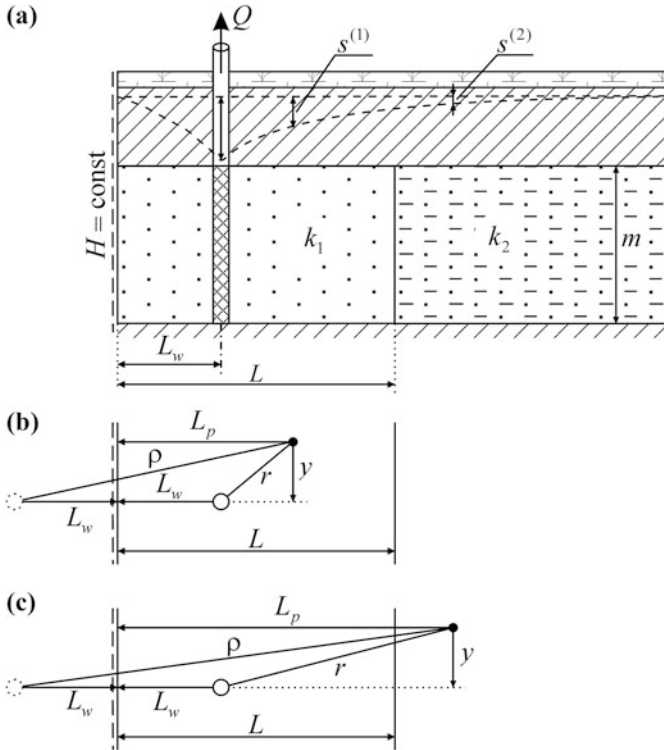 (a)
Q
s(1)
s(2)
H = const
k1
k2
m
Lw
L
(b)
Lp
ρ
Lw
r
y
Lw
L
(c)
Lp
ρ
r
y
Lw
Lw
L